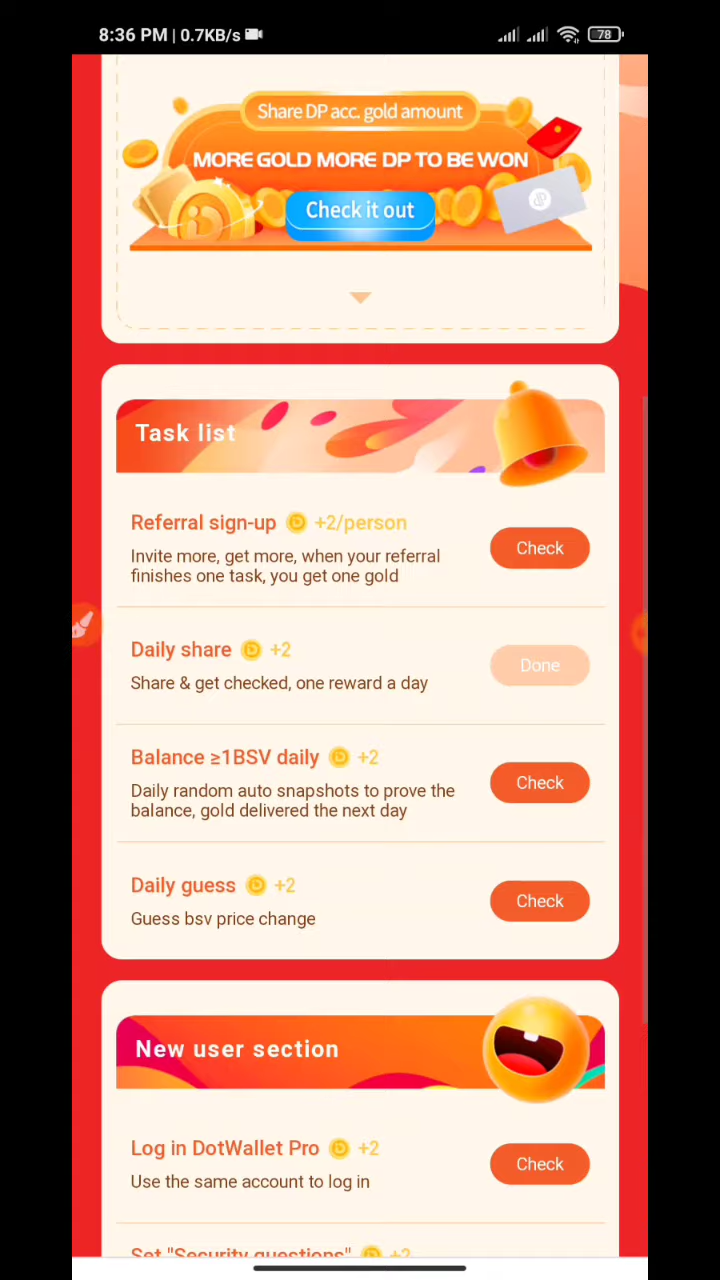 8:36 PM | 0.7KB/s
78
Share DP acc. gold amount
MORE GOLD MORE DP TO BE WON
Check it out
Task list
Referral sign-up +2/person
Invite more, get more, when your referral
finishes one task, you get one gold
Check
Daily share +2
Share & get checked, one reward a day
Done
Balance ≥1BSV daily +2
Daily random auto snapshots to prove the
balance, gold delivered the next day
Check
Daily guess +2
Guess bsv price change
Check
New user section
Log in DotWallet Pro +2
Use the same account to log in
Check
Set "Security questions" +2